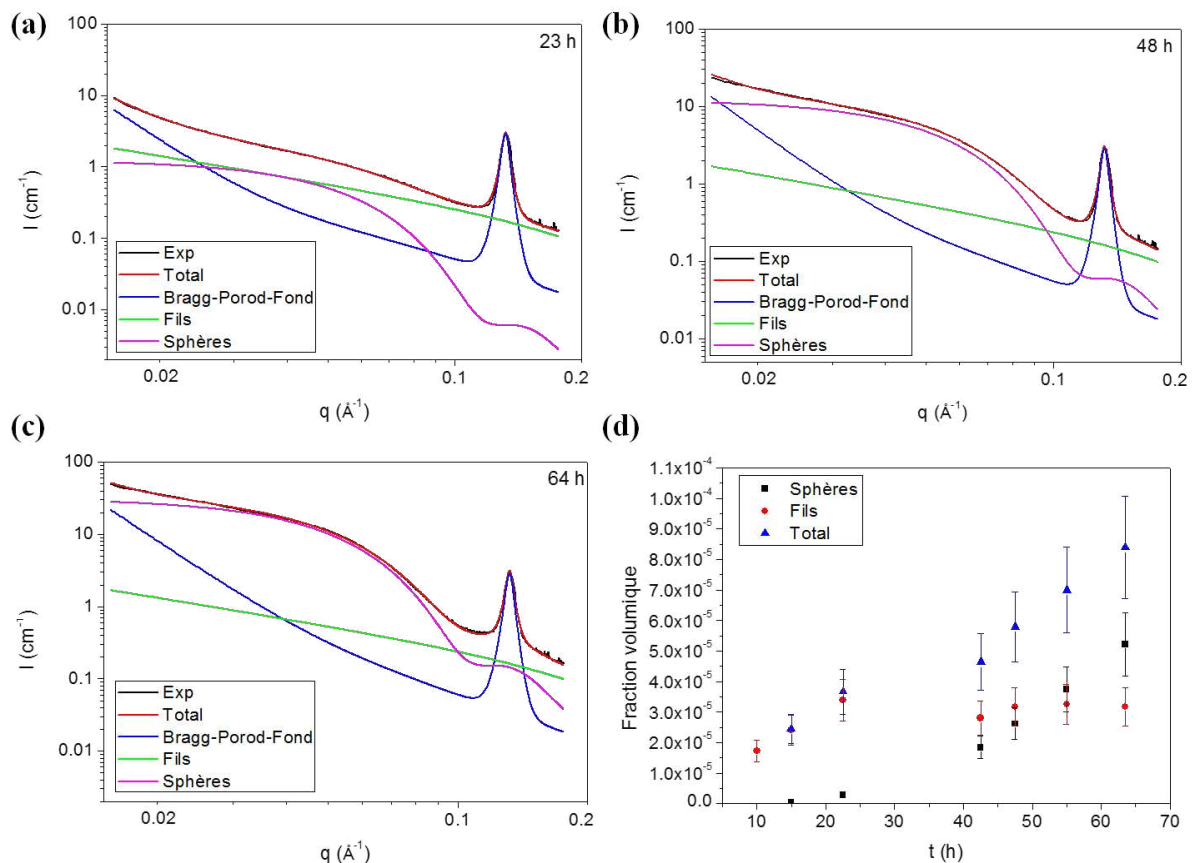 (a)
23 h
100
10
1
0.1
0.01
I (cm⁻¹)
Exp
Total
Bragg-Porod-Fond
Fils
Sphères
0.02
0.1
0.2
q (Å⁻¹)
(b)
48 h
100
10
1
0.1
0.01
I (cm⁻¹)
Exp
Total
Bragg-Porod-Fond
Fils
Sphères
0.02
0.1
0.2
q (Å⁻¹)
(c)
64 h
100
10
1
0.1
0.01
I (cm⁻¹)
Exp
Total
Bragg-Porod-Fond
Fils
Sphères
0.02
0.1
0.2
q (Å⁻¹)
(d)
1.1x10⁻⁴
1.0x10⁻⁴
9.0x10⁻⁵
8.0x10⁻⁵
7.0x10⁻⁵
6.0x10⁻⁵
5.0x10⁻⁵
4.0x10⁻⁵
3.0x10⁻⁵
2.0x10⁻⁵
1.0x10⁻⁵
0.0
Fraction volumique
Sphères
Fils
Total
10 20 30 40 50 60 70
t (h)